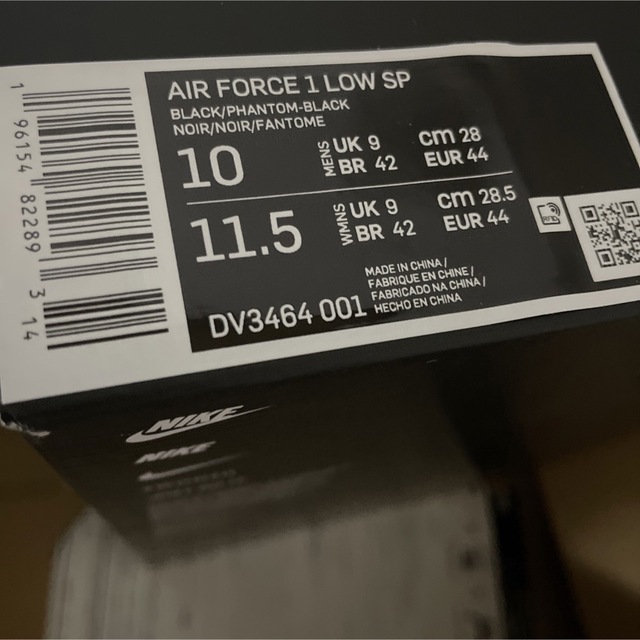 AIR FORCE 1 LOW SP
BLACK/PHANTOM-BLACK
NOIR/NOIR/FANTOME
10 MENS UK 9 cm 28
BR 42 EUR 44
11.5 WMNS UK 9 cm 28.5
BR 42 EUR 44
RFID
DV3464 001
MADE IN CHINA /
FABRIQUE EN CHINE /
FABRICADO NA CHINA /
HECHO EN CHINA
1 96154 82289 3 14
NIKE
NIKE